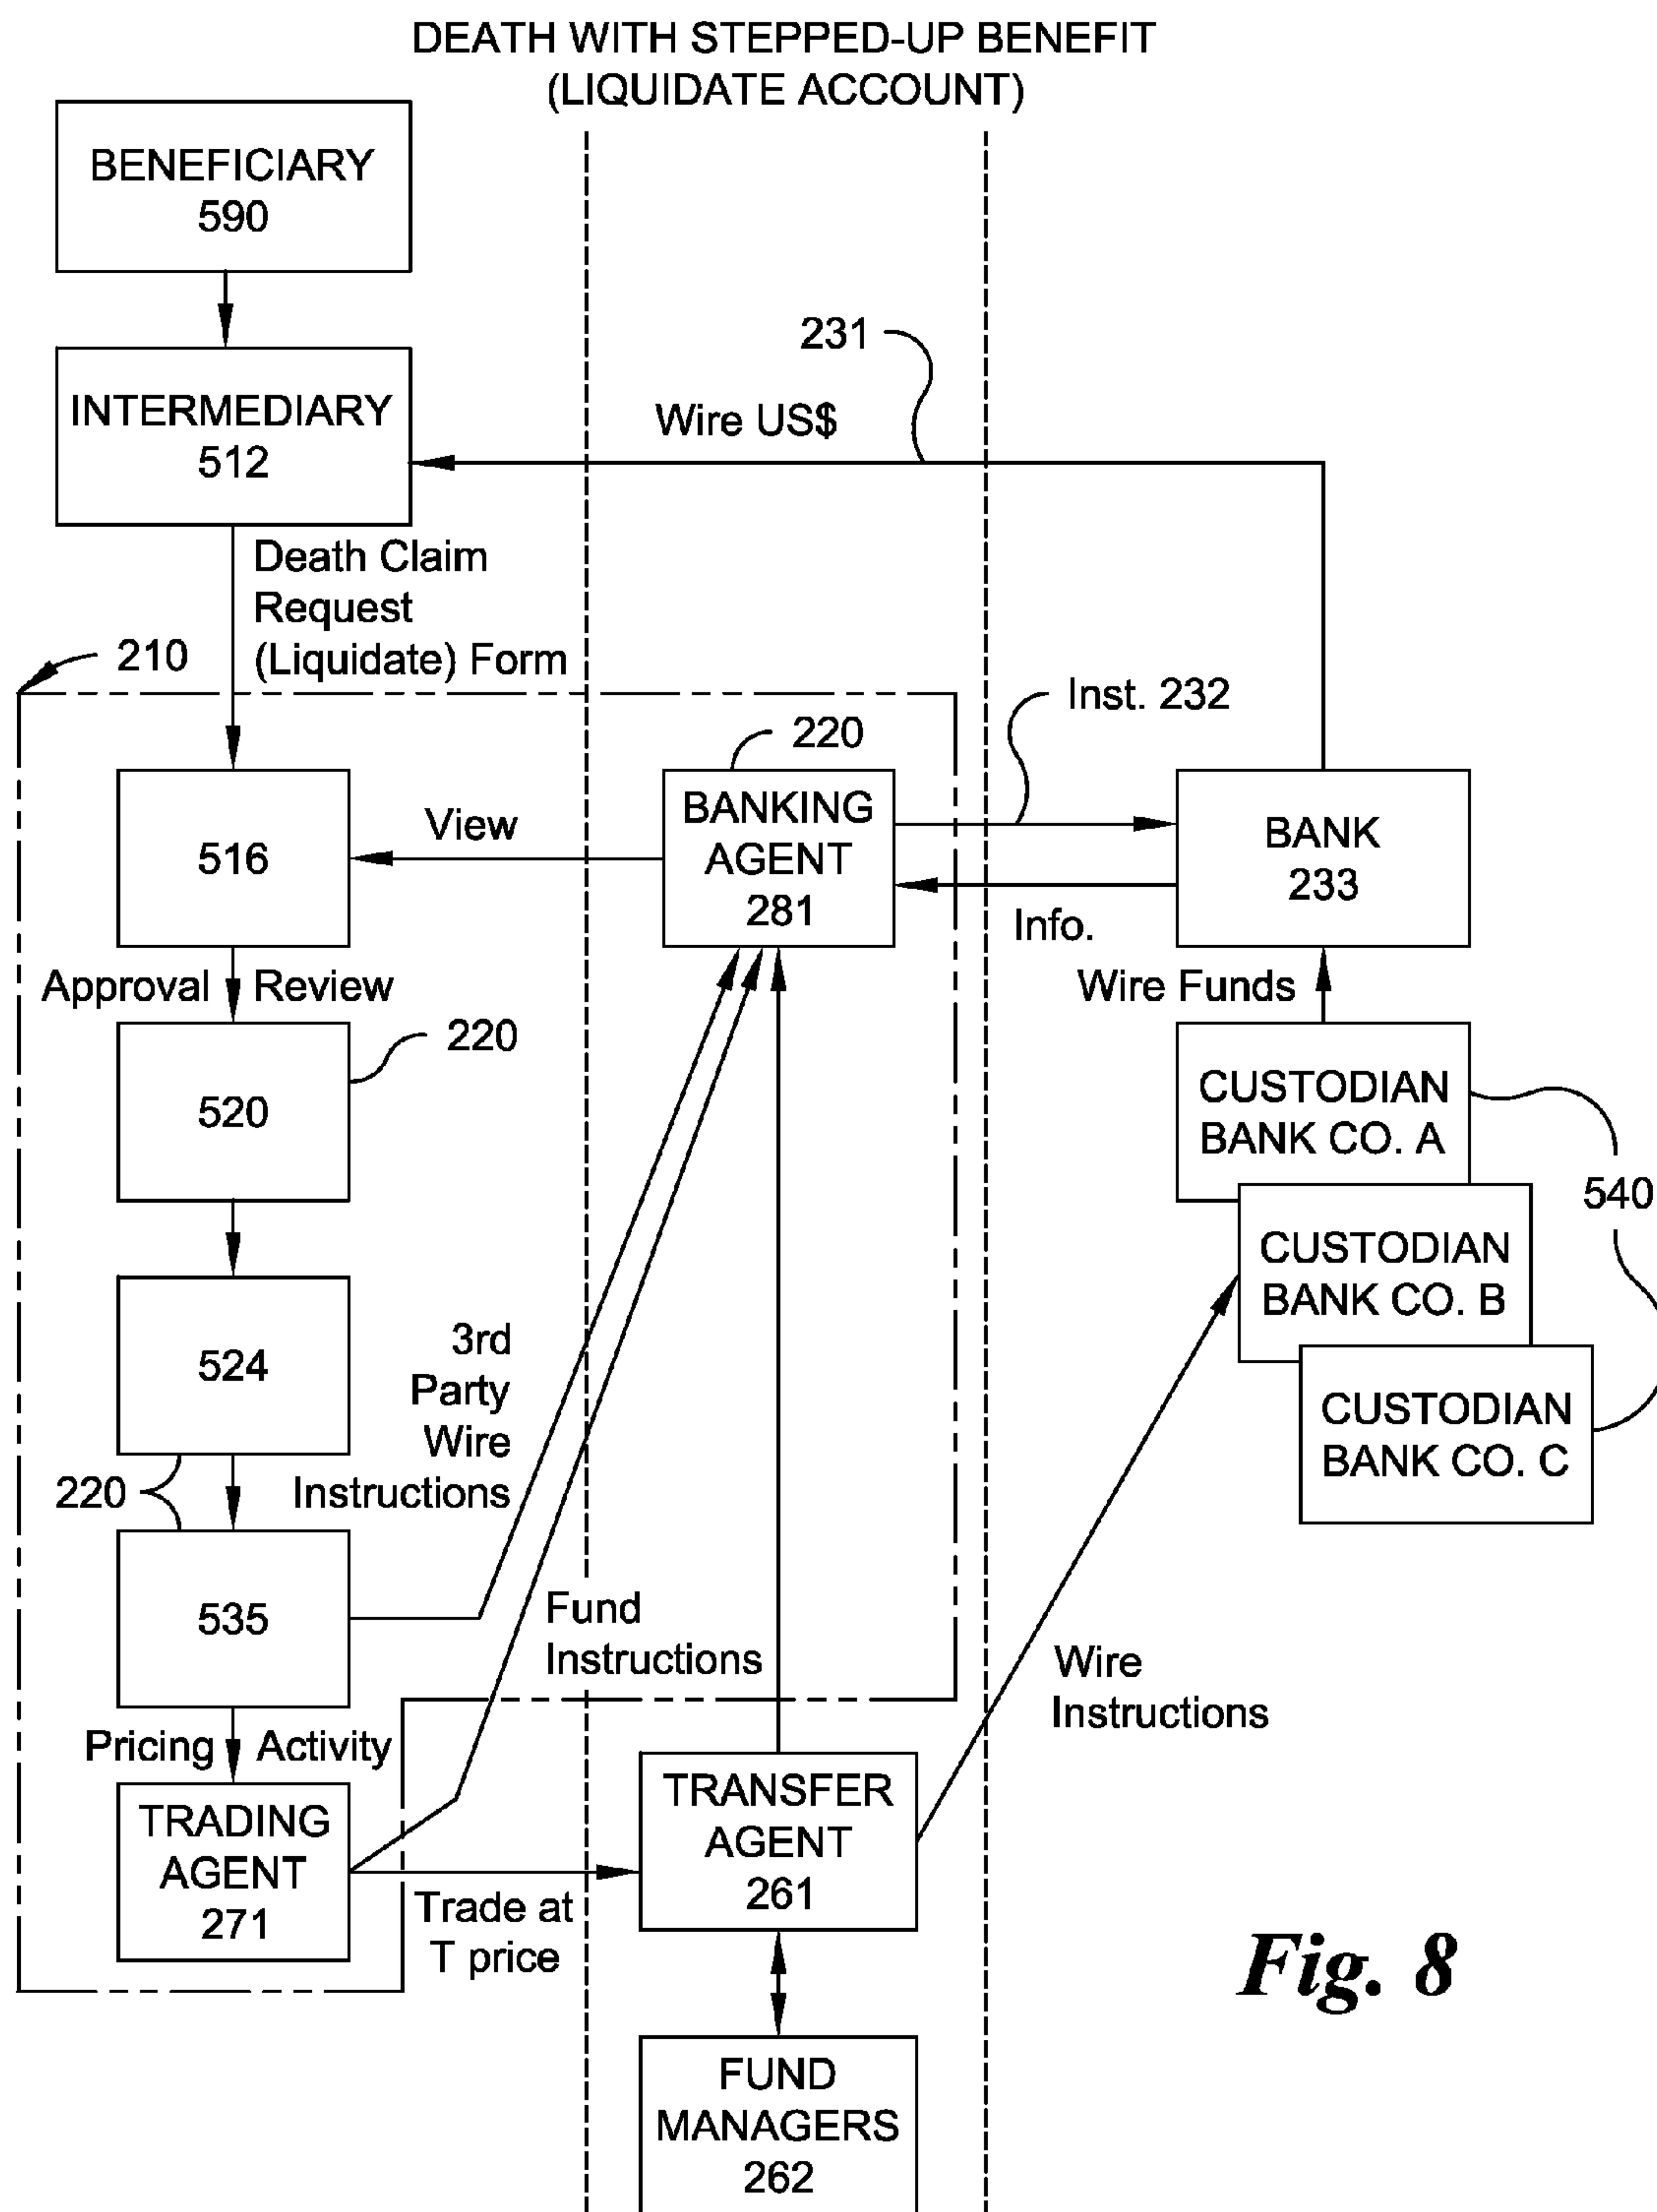 DEATH WITH STEPPED-UP BENEFIT
(LIQUIDATE ACCOUNT)
BENEFICIARY
590
231
INTERMEDIARY
512
Wire US$
Death Claim
Request
(Liquidate) Form
210
Inst. 232
220
516
View
BANKING
AGENT
281
BANK
233
Info.
Approval Review
Wire Funds
520
220
CUSTODIAN
BANK CO. A
540
CUSTODIAN
BANK CO. B
524
3rd
Party
Wire
Instructions
CUSTODIAN
BANK CO. C
220
535
Fund
Instructions
Wire
Instructions
Pricing Activity
TRADING
AGENT
271
Trade at
T price
TRANSFER
AGENT
261
Fig. 8
FUND
MANAGERS
262